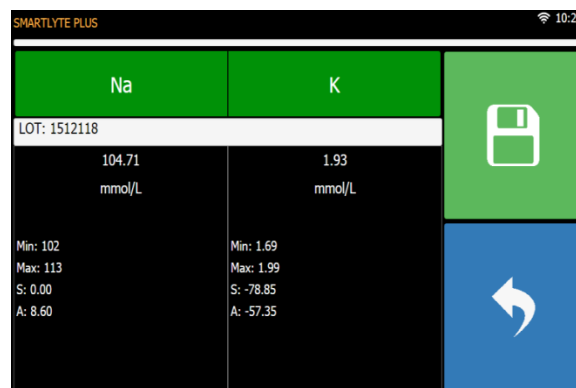 SMARTLYTE PLUS
Na K
LOT: 1512118
104.71 1.93
mmol/L mmol/L
Min: 102 Min: 1.69
Max: 113 Max: 1.99
S: 0.00 S: -78.85
A: 8.60 A: -57.35